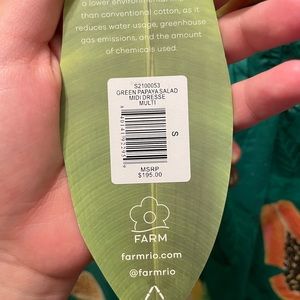 a lower environmental
than conventional cotton, as it
reduces water usage, greenhouse
gas emissions, and the amount
of chemicals used.
S2100053
GREEN PAPAYA SALAD
MIDI DRESSE
MULTI
S
MSRP
$195.00
FARM
farmrio.com
@farmrio